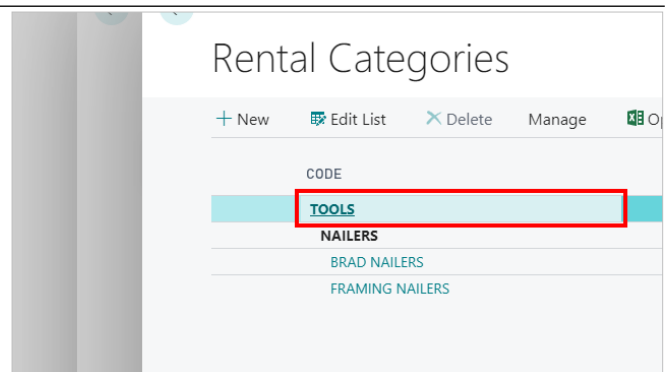 Rental Categories
+ New Edit List Delete Manage
CODE
TOOLS
NAILERS
BRAD NAILERS
FRAMING NAILERS